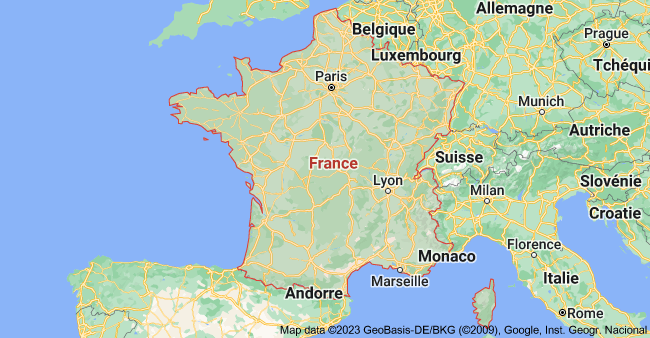 Allemagne
Belgique
Prague
Luxembourg
Tchéqui
Paris
Munich
Autriche
Suisse
France
Lyon
Slovénie
Milan
Croatie
Florence
Monaco
Marseille
Italie
Andorre
Rome
Map data ©2023 GeoBasis-DE/BKG (©2009), Google, Inst. Geogr. Nacional